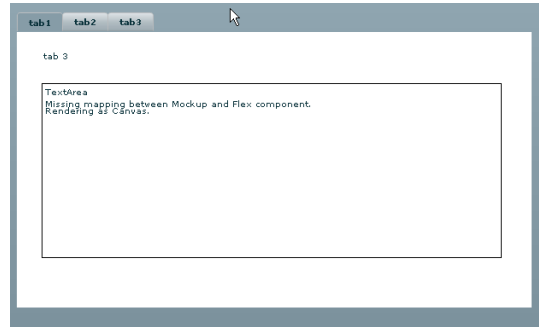 tab1 tab2 tab3
tab 3
TextArea
Missing mapping between Mockup and Flex component.
Rendering as Canvas.